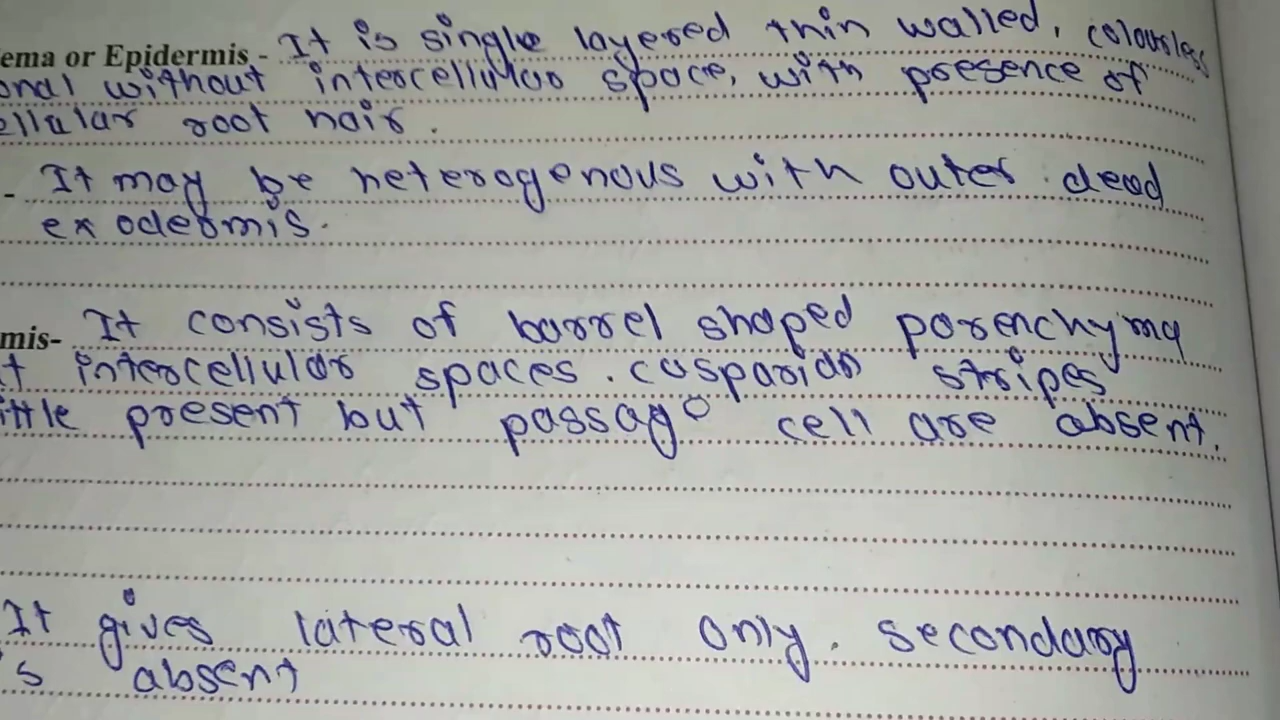 ema or Epidermis - It is single layered thin walled, colourless
onal without intercellular space, with presence of
ellular root hair.
- It may be heterogenous with outer dead
exodermis.
mis- It consists of barrel shaped parenchyma
t intercellular spaces. casparian stripes
ittle present but passage cell are absent.
It gives lateral root only. secondary
s absent